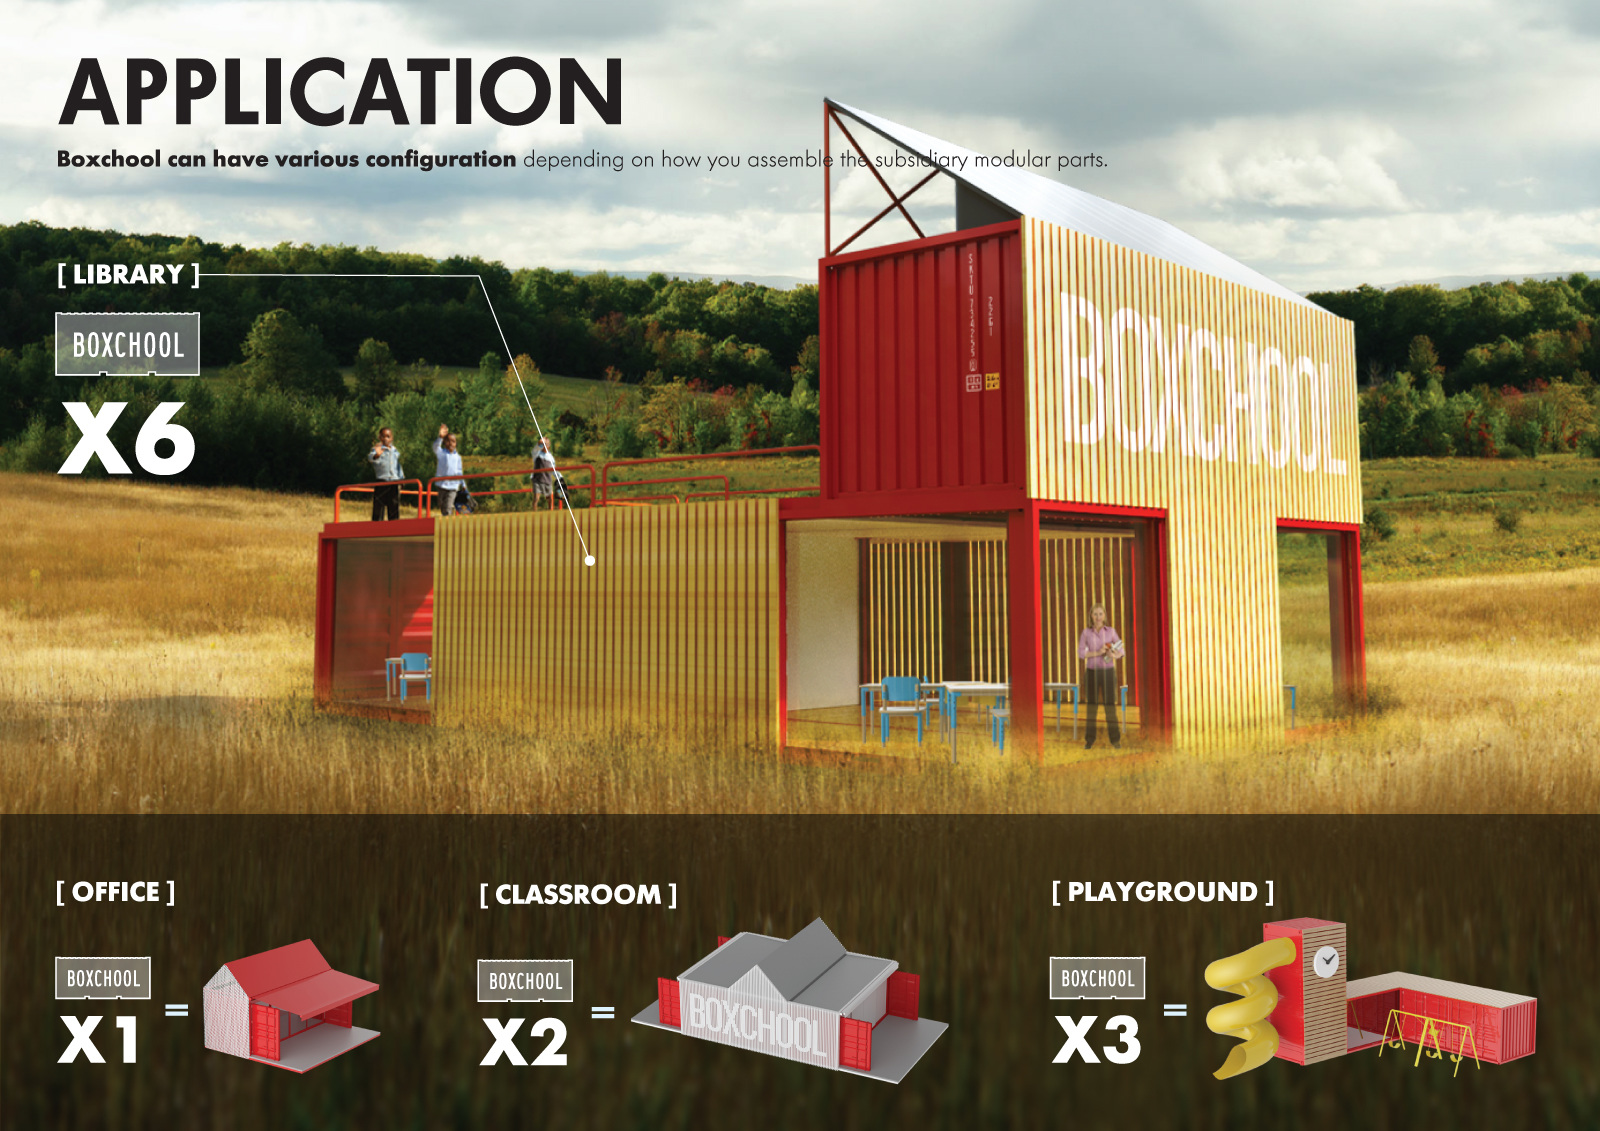 APPLICATION
Boxchool can have various configuration depending on how you assemble the subsidiary modular parts.
[ LIBRARY ]
BOXCHOOL
X6
BOXCHOOL
[ OFFICE ]
BOXCHOOL
X1
=
[ CLASSROOM ]
BOXCHOOL
X2
=
BOXCHOOL
[ PLAYGROUND ]
BOXCHOOL
X3
=